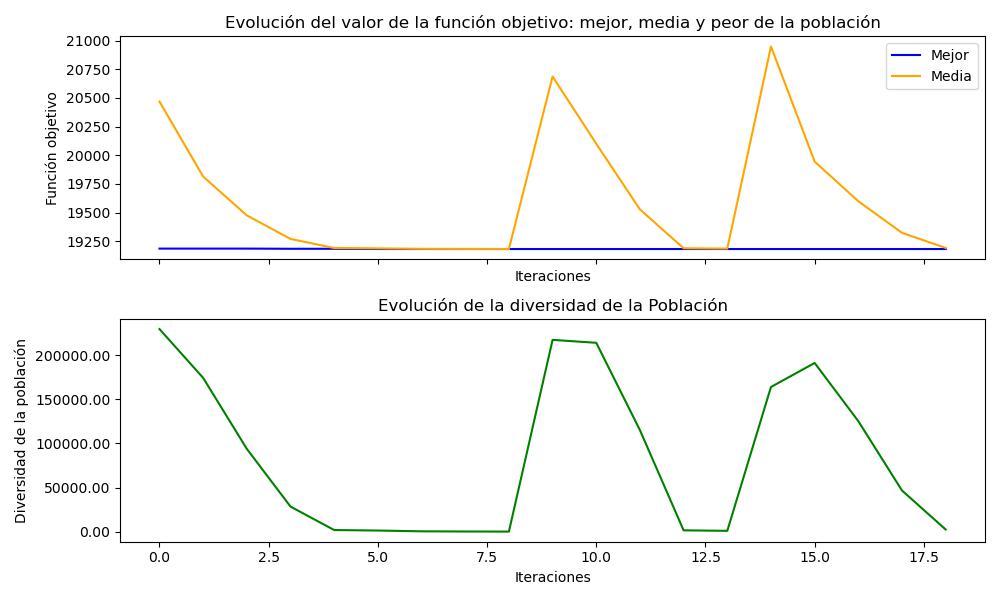 Evolución del valor de la función objetivo: mejor, media y peor de la población
21000
20750
20500
20250
20000
19750
19500
19250
Función objetivo
Mejor
Media
Iteraciones
Evolución de la diversidad de la Población
200000.00
150000.00
100000.00
50000.00
0.00
Diversidad de la población
0.0 2.5 5.0 7.5 10.0 12.5 15.0 17.5
Iteraciones